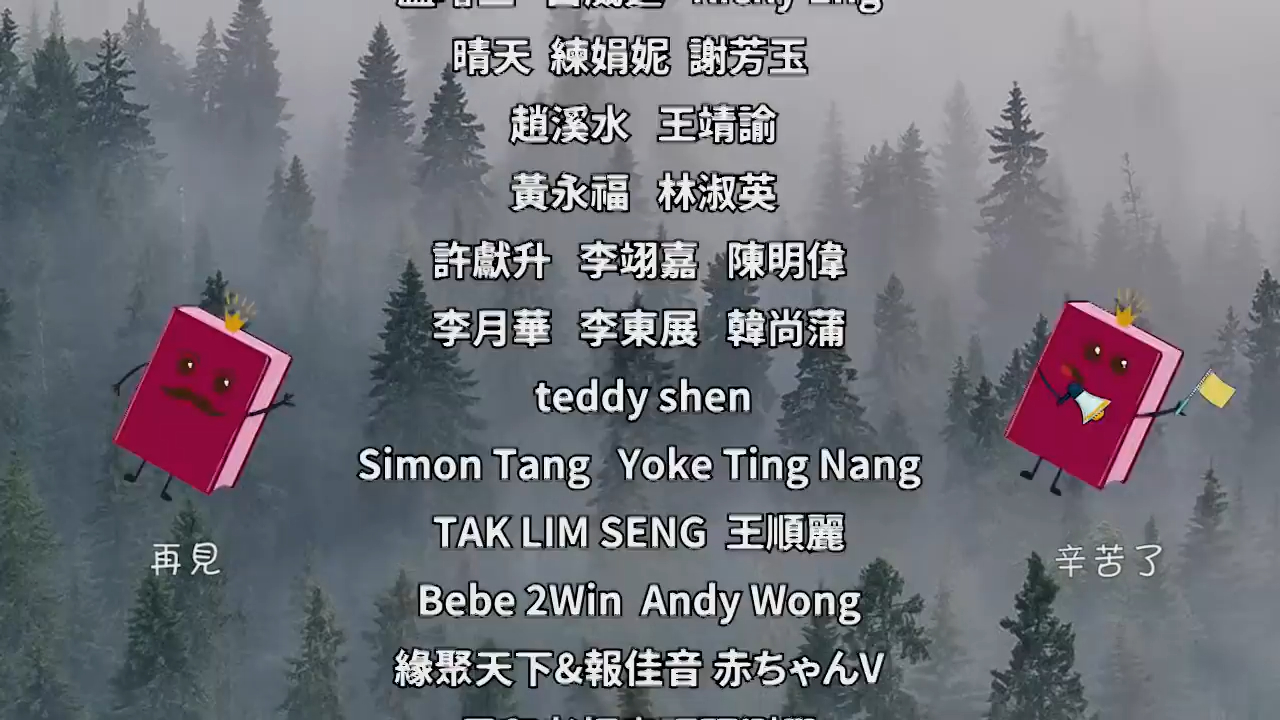 晴天 練娟妮 謝芳玉
趙溪水 王靖諭
黃永福 林淑英
許獻升 李翊嘉 陳明偉
李月華 李東展 韓尚蒲
teddy shen
Simon Tang Yoke Ting Nang
TAK LIM SENG 王順麗
再見
辛苦了
Bebe 2Win Andy Wong
緣聚天下&報佳音 赤ちゃんV